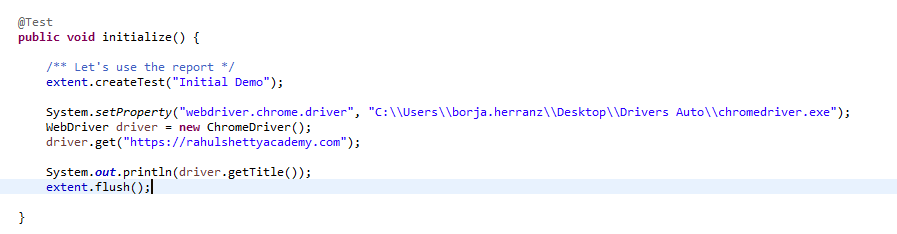 @Test
public void initialize() {
/** Let's use the report */
extent.createTest("Initial Demo");
System.setProperty("webdriver.chrome.driver", "C:\\Users\\borja.herranz\\Desktop\\Drivers Auto\\chromedriver.exe");
WebDriver driver = new ChromeDriver();
driver.get("https://rahulshettyacademy.com");
System.out.println(driver.getTitle());
extent.flush();
}